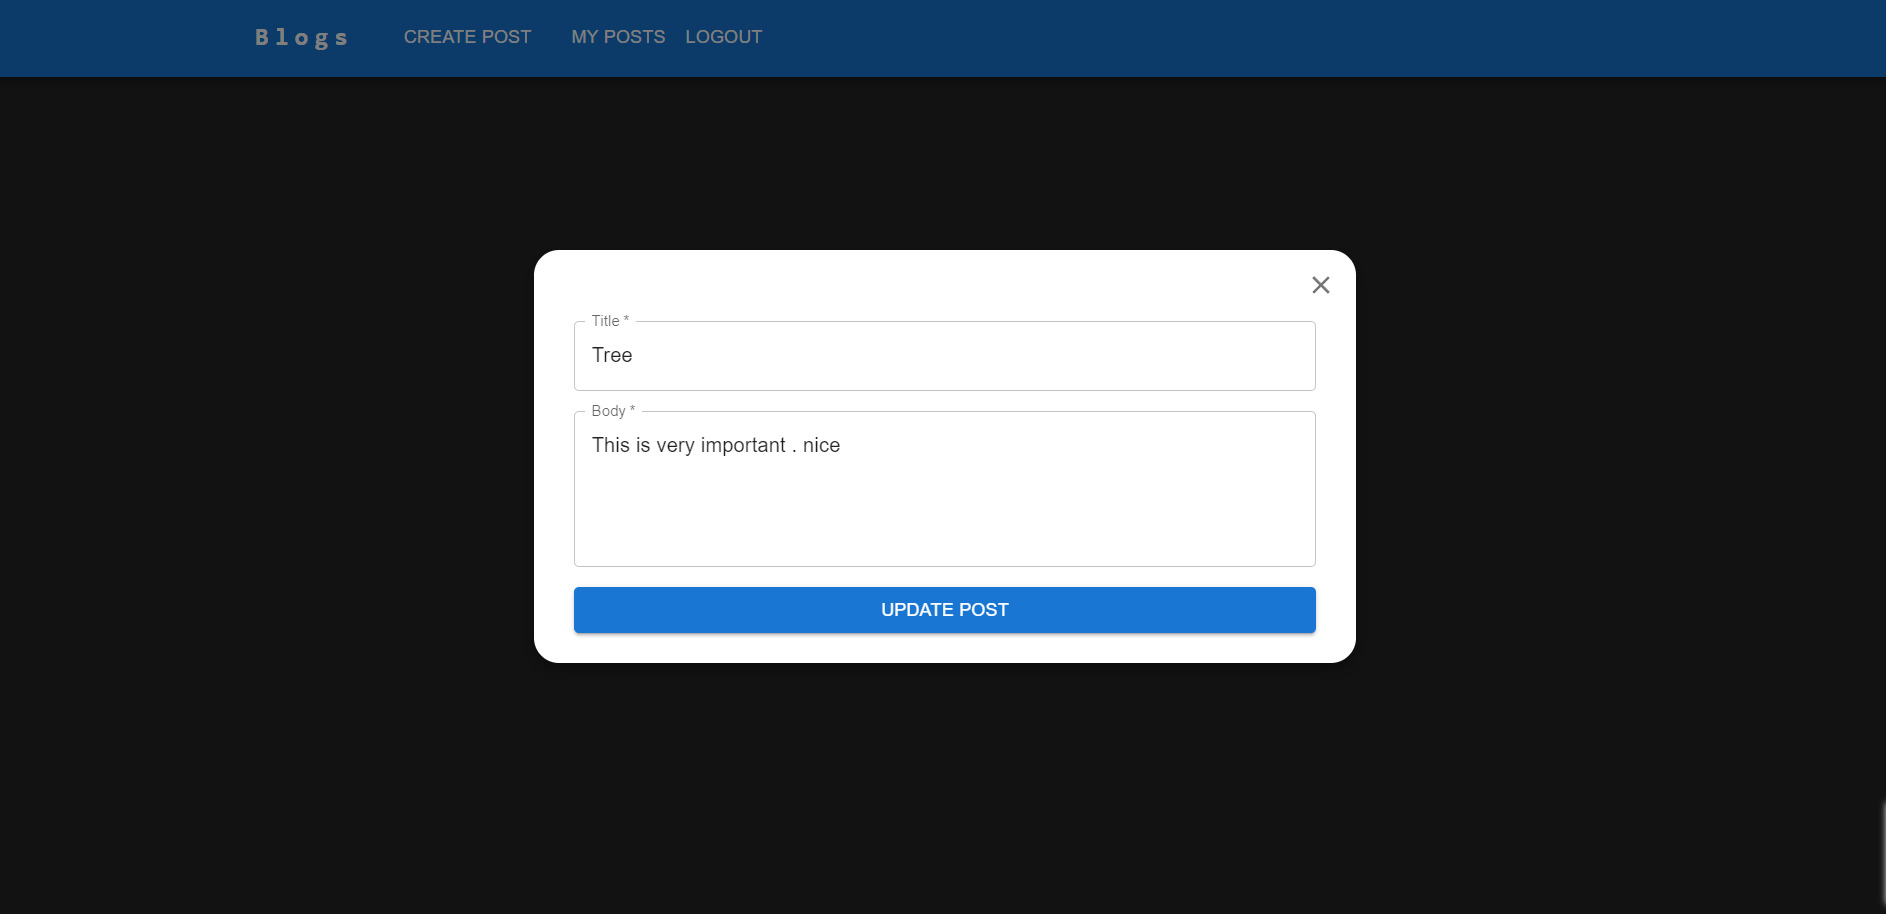 Blogs CREATE POST MY POSTS LOGOUT
Title *
Tree
Body *
This is very important . nice
UPDATE POST